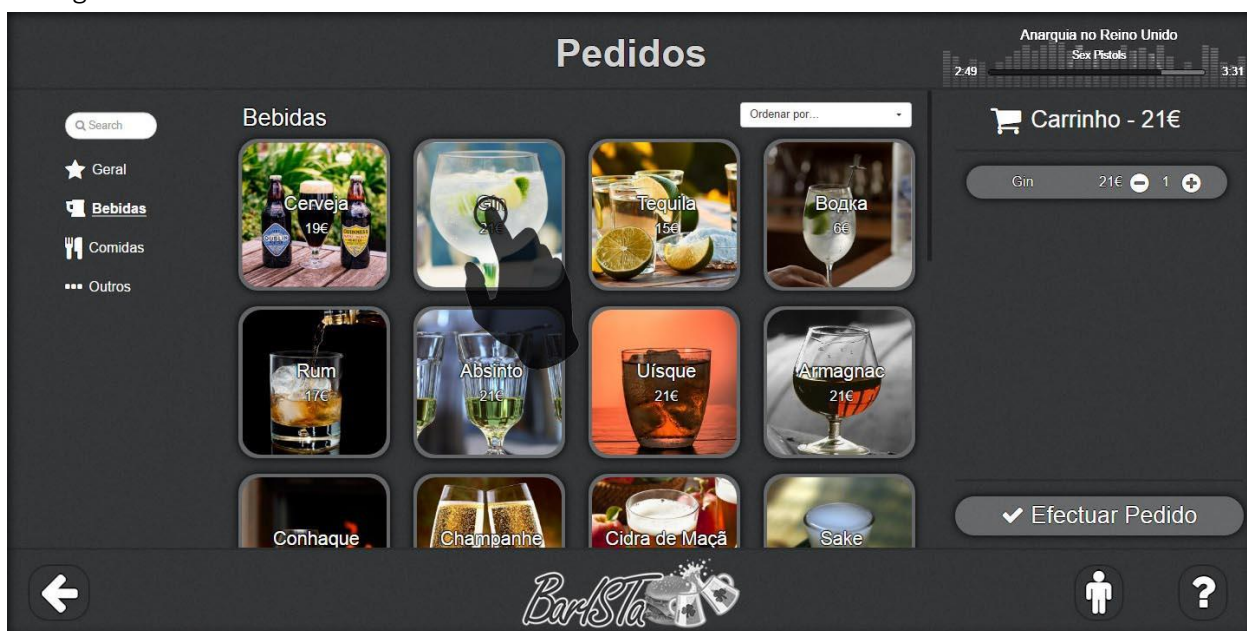 Pedidos
Anarquia no Reino Unido
Sex Pistols
2:49
3:31
Search
Geral
Bebidas
Comidas
Outros
Bebidas
Ordenar por...
Cerveja
19€
Gin
21€
Tequila
15€
Водка
6€
Rum
17€
Absinto
21€
Uísque
21€
Armagnac
21€
Conhaque
Champanhe
Cidra de Maçã
Sake
Carrinho - 21€
Gin 21€ 1
Efectuar Pedido
BarISTa
?